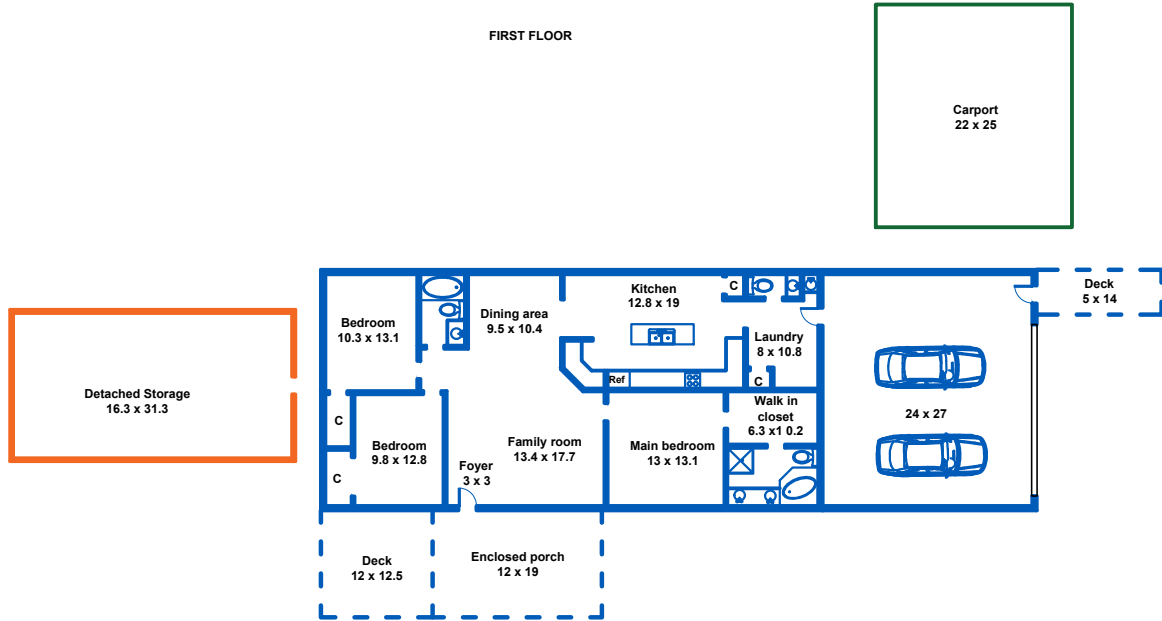 FIRST FLOOR
Carport
22 x 25
Deck
5 x 14
Kitchen
12.8 x 19
C
Dining area
9.5 x 10.4
Bedroom
10.3 x 13.1
Laundry
8 x 10.8
Ref
C
Detached Storage
16.3 x 31.3
Walk in
closet
6.3 x1 0.2
24 x 27
C
Bedroom
9.8 x 12.8
Family room
13.4 x 17.7
Main bedroom
13 x 13.1
Foyer
3 x 3
C
Deck
12 x 12.5
Enclosed porch
12 x 19